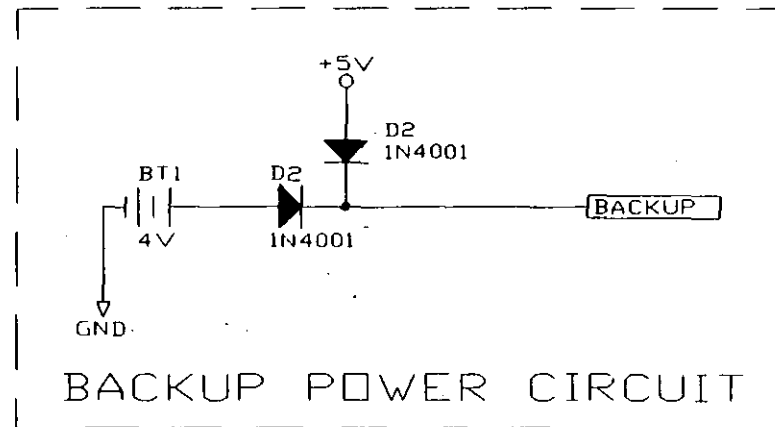 +5V
D2
1N4001
BT1
D2
BACKUP
4V
1N4001
GND
BACKUP POWER CIRCUIT